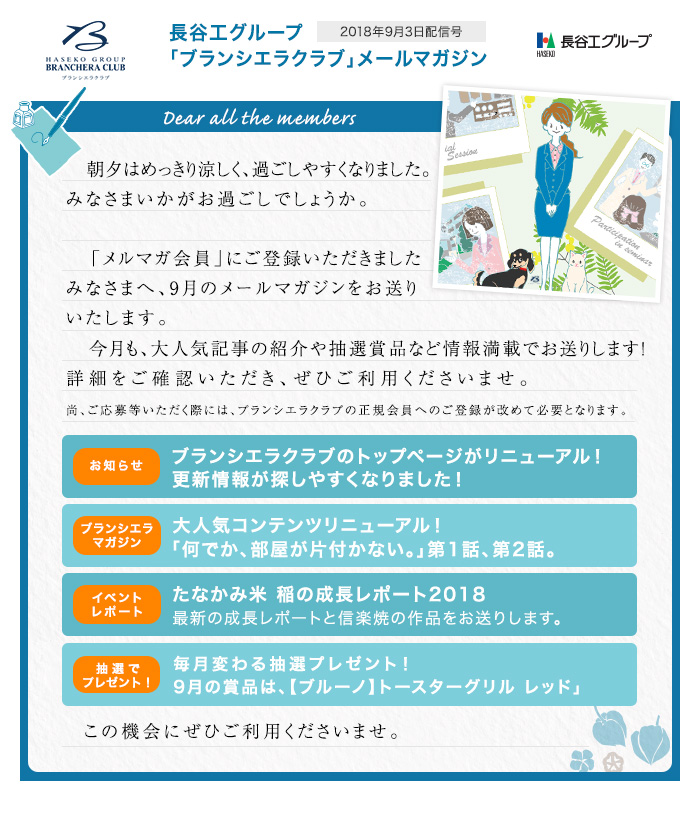 HASEKO GROUP
BRANCHERA CLUB
ブランシエラクラブ
長谷工グループ
2018年9月3日配信号
「ブランシエラクラブ」メールマガジン
HASEKO
長谷工グループ
Dear all the members
ial
Session
Participation
in seminar
朝夕はめっきり涼しく、過ごしやすくなりました。
みなさまいかがお過ごしでしょうか。
「メルマガ会員」にご登録いただきました
みなさまへ、9月のメールマガジンをお送り
いたします。
今月も、大人気記事の紹介や抽選賞品など情報満載でお送りします!
詳細をご確認いただき、ぜひご利用くださいませ。
尚、ご応募等いただく際には、ブランシエラクラブの正規会員へのご登録が改めて必要となります。
お知らせ
ブランシエラクラブのトップページがリニューアル！
更新情報が探しやすくなりました！
ブランシエラ
マガジン
大人気コンテンツリニューアル！
「何でか、部屋が片付かない。」第1話、第2話。
イベント
レポート
たなかみ米 稲の成長レポート2018
最新の成長レポートと信楽焼の作品をお送りします。
抽選で
プレゼント！
毎月変わる抽選プレゼント！
9月の賞品は、【ブルーノ】トースターグリル レッド」
この機会にぜひご利用くださいませ。